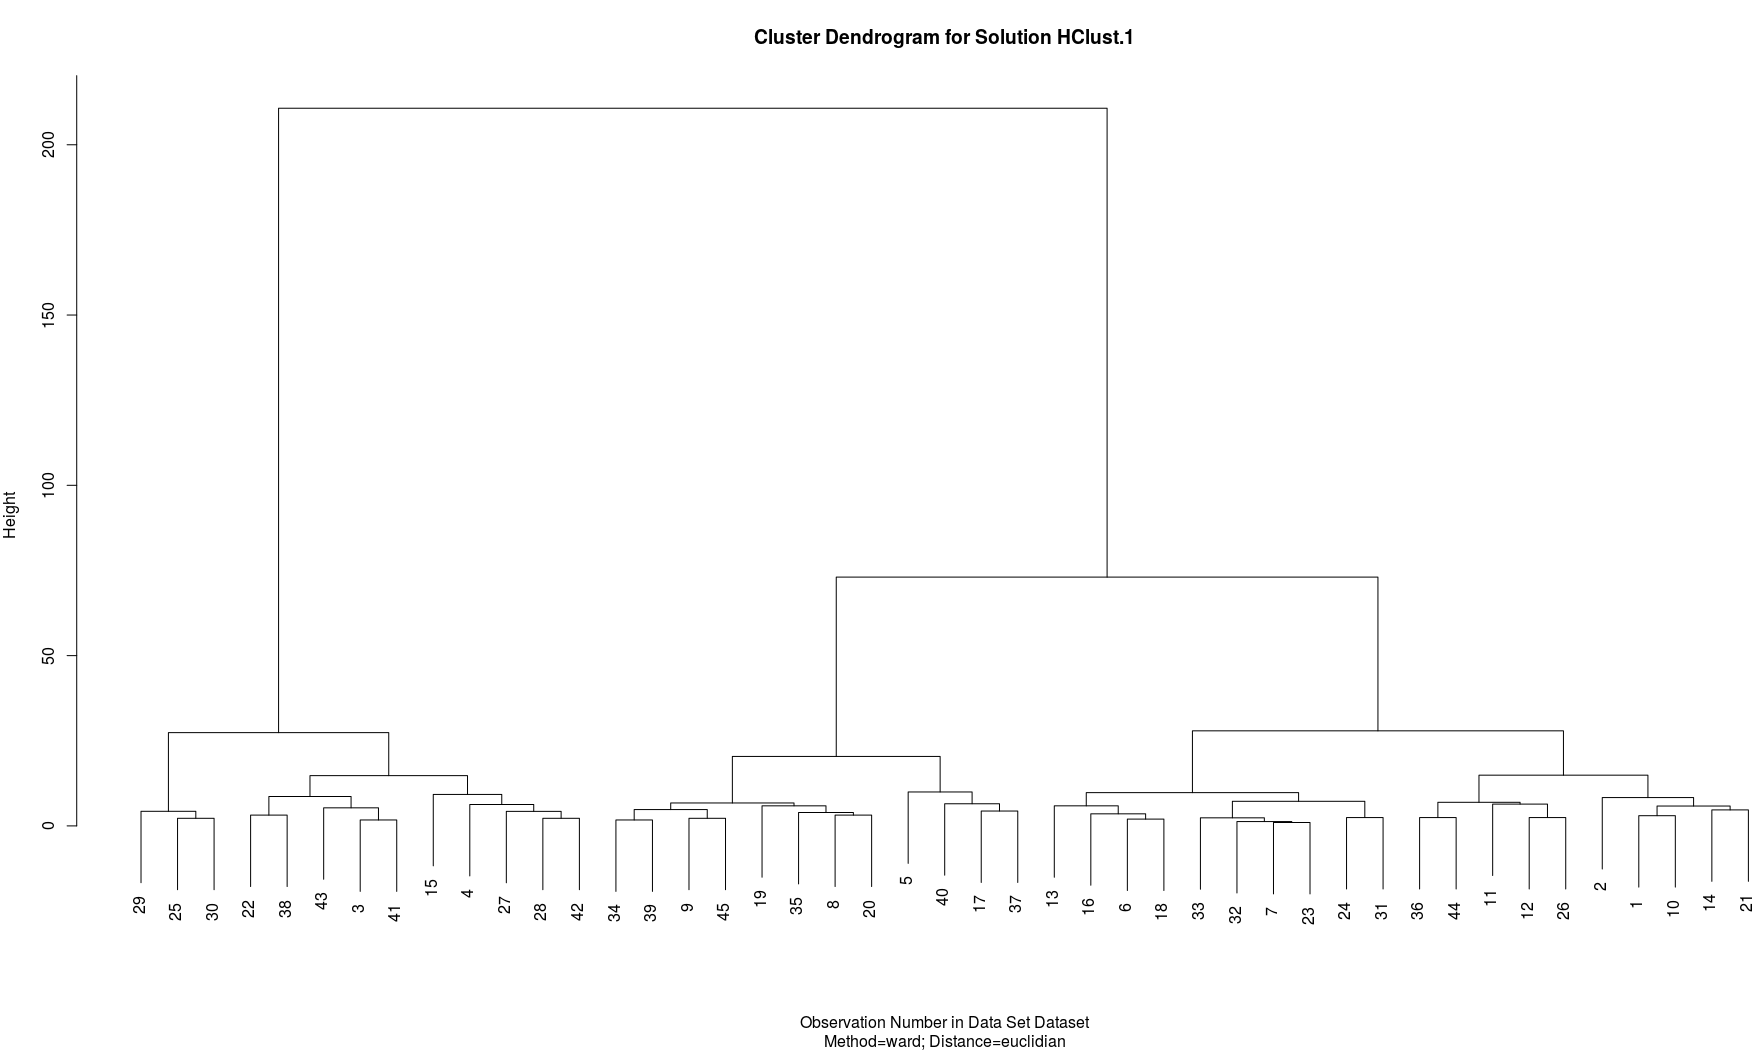 Cluster Dendrogram for Solution HClust.1
200
150
100
50
0
Height
29 25 30 22 38 43 3 41 15 4 27 28 42 34 39 9 45 19 35 8 20 5 40 17 37 13 16 6 18 33 32 7 23 24 31 36 44 11 12 26 2 1 10 14 21
Observation Number in Data Set Dataset
Method=ward; Distance=euclidian